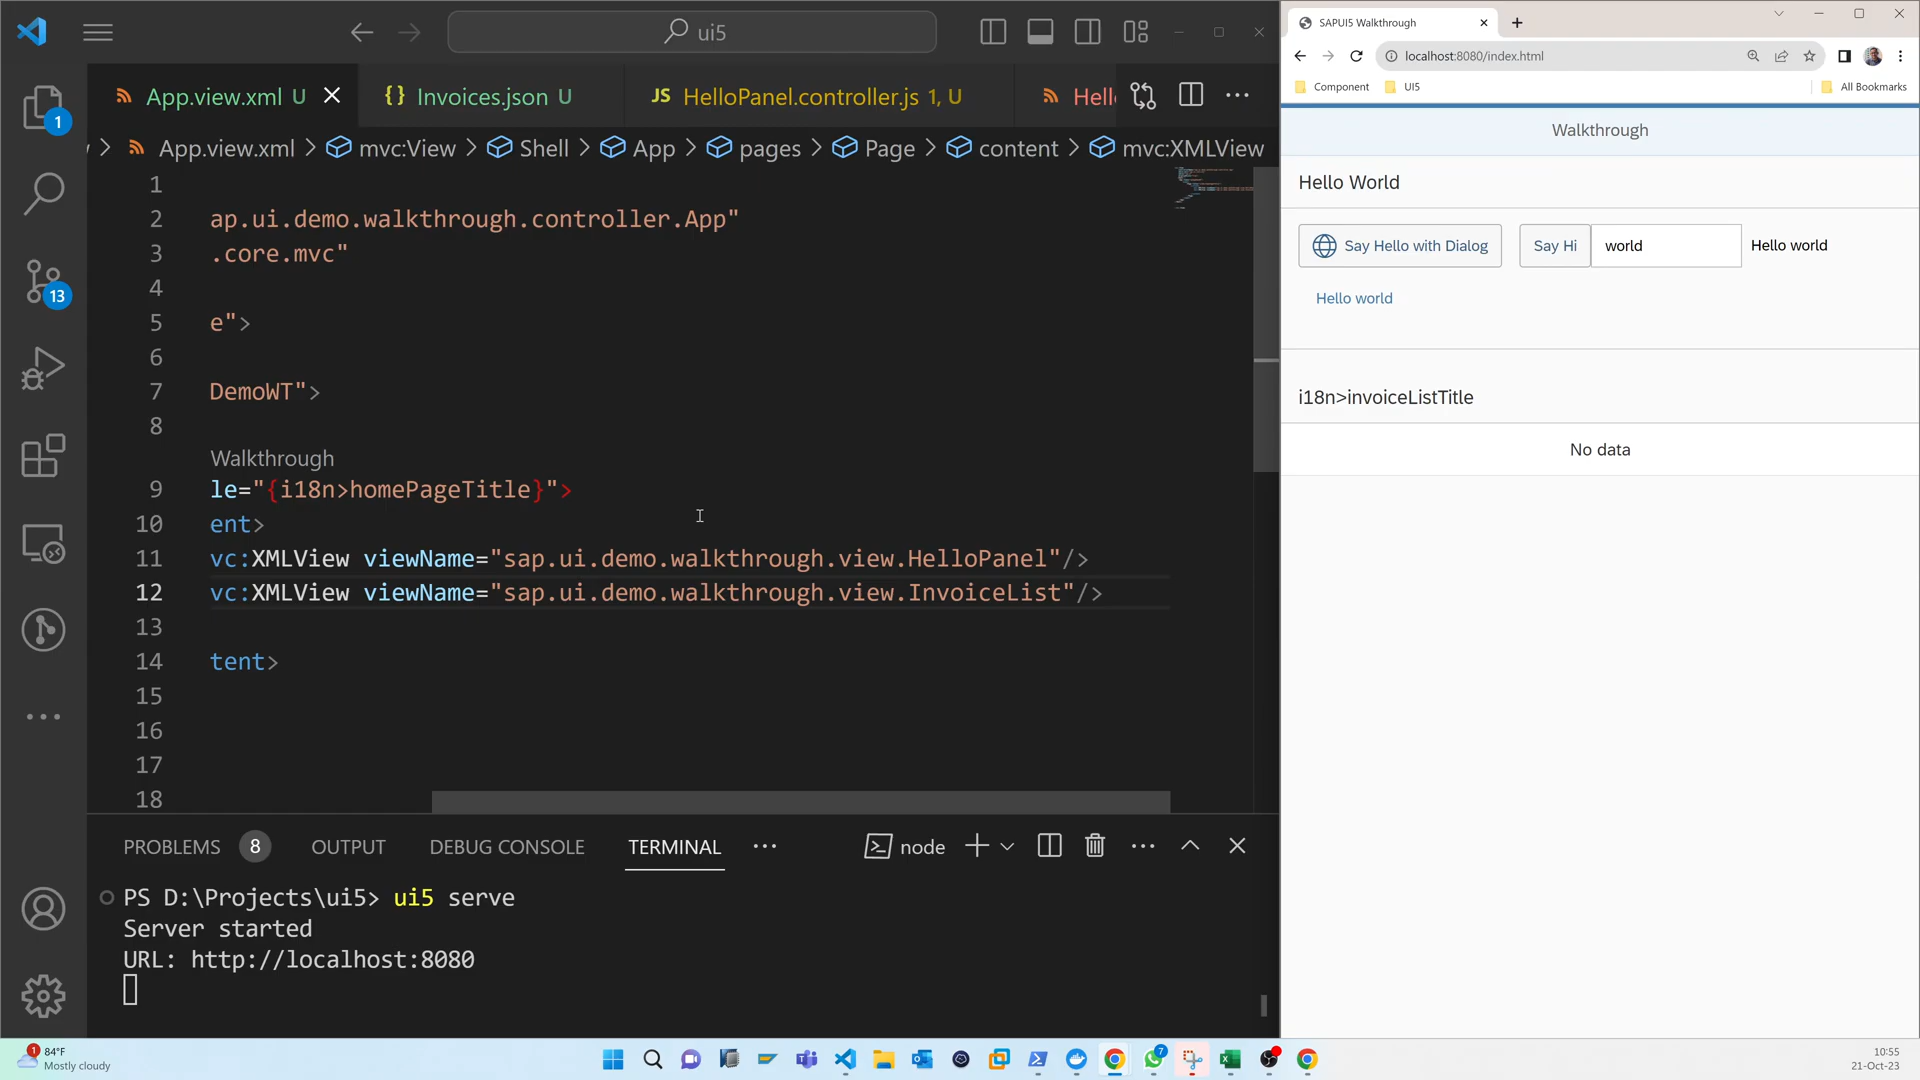 ui5
App.view.xml U
Invoices.json U
JS HelloPanel.controller.js 1, U
Hell
App.view.xml > mvc:View > Shell > App > pages > Page > content > mvc:XMLView
1
2 ap.ui.demo.walkthrough.controller.App"
3 .core.mvc"
4
5 e">
6
7 DemoWT">
8
Walkthrough
9 le="{i18n>homePageTitle}">
10 ent>
11 vc:XMLView viewName="sap.ui.demo.walkthrough.view.HelloPanel"/>
12 vc:XMLView viewName="sap.ui.demo.walkthrough.view.InvoiceList"/>
13
14 tent>
15
16
17
18
1
13
PROBLEMS 8 OUTPUT DEBUG CONSOLE TERMINAL node
PS D:\Projects\ui5> ui5 serve
Server started
URL: http://localhost:8080
SAPUI5 Walkthrough
localhost:8080/index.html
Component UI5 All Bookmarks
Walkthrough
Hello World
Say Hello with Dialog Say Hi world Hello world
Hello world
i18n>invoiceListTitle
No data
1 84°F
Mostly cloudy
7
10:55
21-Oct-23